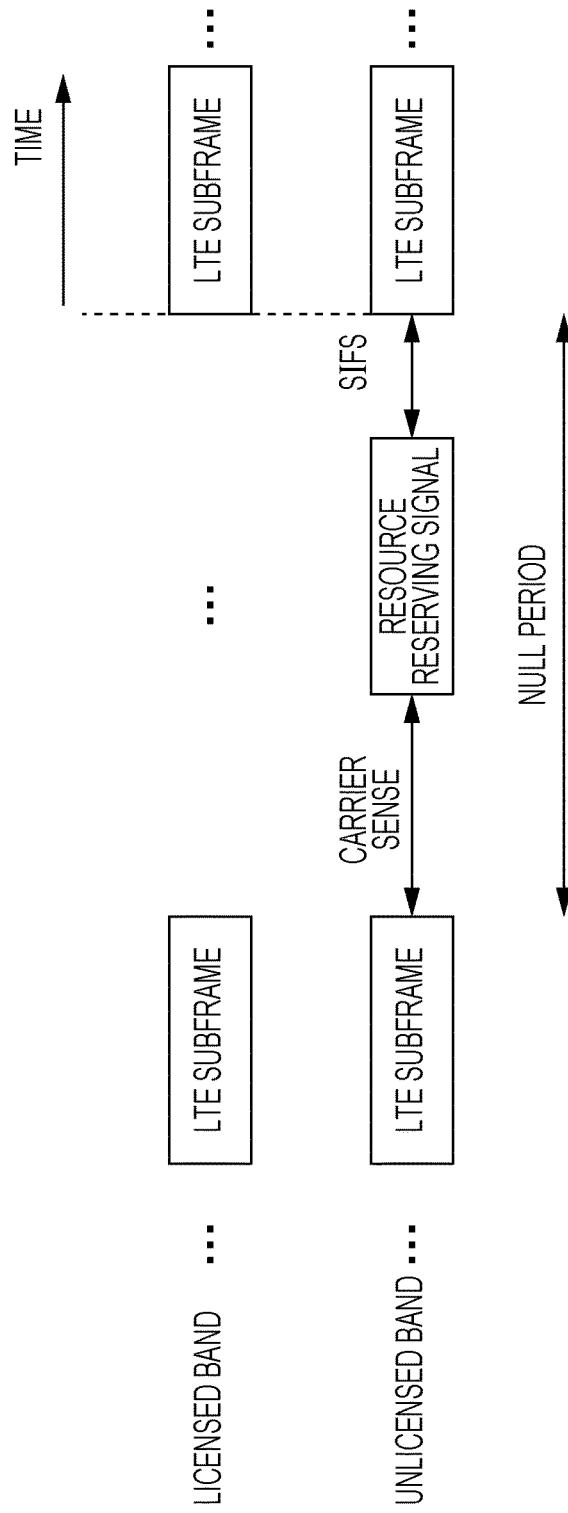 TIME
LICENSED BAND
...
LTE SUBFRAME
...
LTE SUBFRAME
...
UNLICENSED BAND
...
LTE SUBFRAME
CARRIER
SENSE
RESOURCE
RESERVING SIGNAL
SIFS
LTE SUBFRAME
...
NULL PERIOD